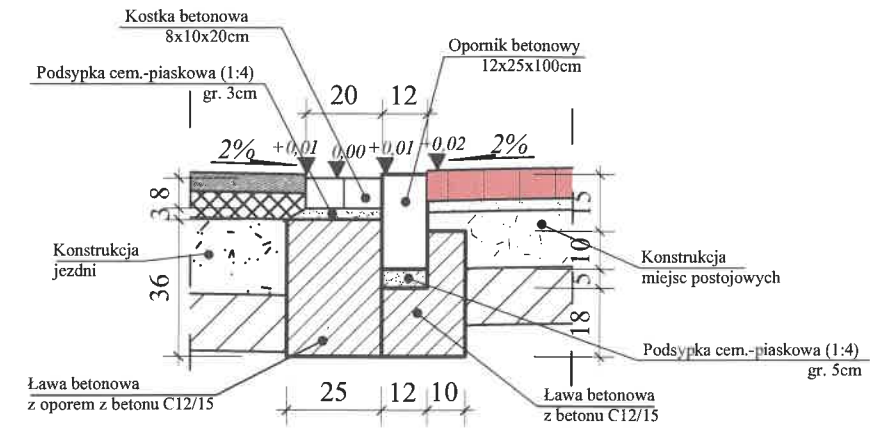 Kostka betonowa
8x10x20cm
Opornik betonowy
12x25x100cm
Podsypka cem.-piaskowa (1:4)
gr. 3cm
20
12
2%
+0,01
0,00
+0,01
+0,02
2%
8
3
36
15
10
5
18
Konstrukcja
jezdni
Konstrukcja
miejsc postojowych
Podsypka cem.-piaskowa (1:4)
gr. 5cm
Ława betonowa
z oporem z betonu C12/15
25
12
10
Ława betonowa
z betonu C12/15